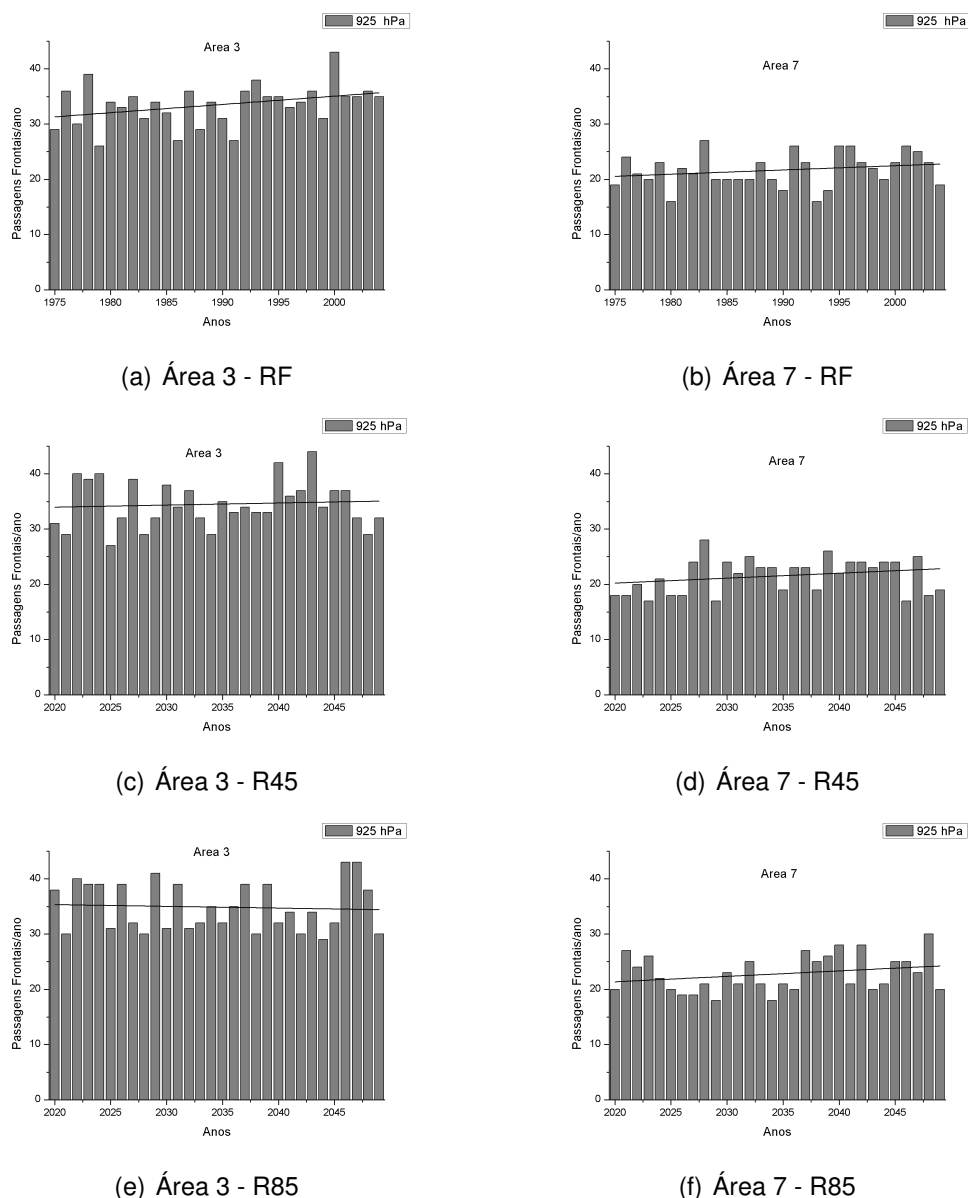 925 hPa
Area 3
Passagens Frontais/ano
40
30
20
10
0
1975 1980 1985 1990 1995 2000
Anos
(a) Área 3 - RF
925 hPa
Area 7
Passagens Frontais/ano
40
30
20
10
0
1975 1980 1985 1990 1995 2000
Anos
(b) Área 7 - RF
925 hPa
Area 3
Passagens Frontais/ano
40
30
20
10
0
2020 2025 2030 2035 2040 2045
Anos
(c) Área 3 - R45
925 hPa
Area 7
Passagens Frontais/ano
40
30
20
10
0
2020 2025 2030 2035 2040 2045
Anos
(d) Área 7 - R45
925 hPa
Area 3
Passagens Frontais/ano
40
30
20
10
0
2020 2025 2030 2035 2040 2045
Anos
(e) Área 3 - R85
925 hPa
Area 7
Passagens Frontais/ano
40
30
20
10
0
2020 2025 2030 2035 2040 2045
Anos
(f) Área 7 - R85